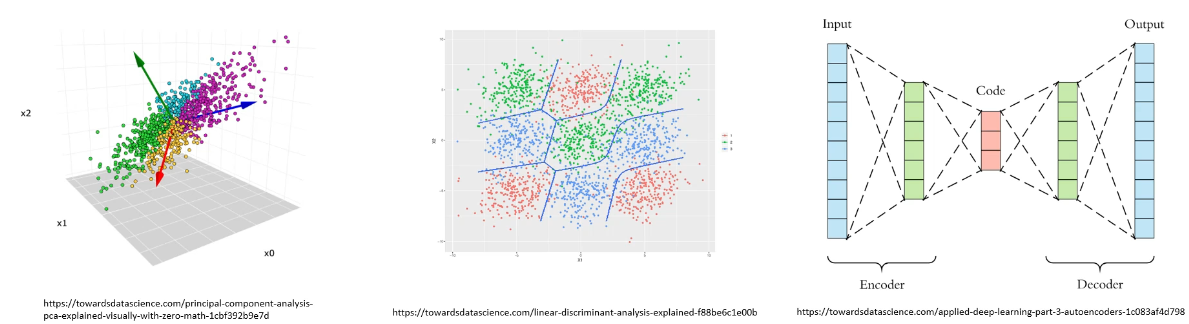 x2
x1
x0
https://towardsdatascience.com/principal-component-analysis-
pca-explained-visually-with-zero-math-1cbf392b9e7d
https://towardsdatascience.com/linear-discriminant-analysis-explained-f88be6c1e00b
Input
Output
Code
Encoder
Decoder
https://towardsdatascience.com/applied-deep-learning-part-3-autoencoders-1c083af4d798